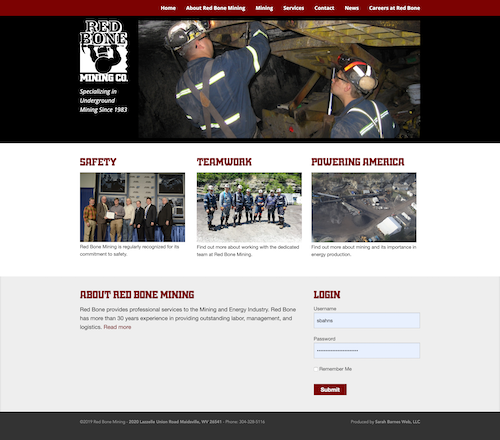 Home About Red Bone Mining Mining Services Contact News Careers at Red Bone
RED
BONE
MINING CO.
Specializing in
Underground
Mining Since 1983
SAFETY
TEAMWORK
POWERING AMERICA
Red Bone Mining is regularly recognized for its
commitment to safety.
Find out more about working with the dedicated
team at Red Bone Mining.
Find out more about mining and its importance in
energy production.
ABOUT RED BONE MINING
Red Bone provides professional services to the Mining and Energy Industry. Red Bone
has more than 30 years experience in providing outstanding labor, management, and
logistics. Read more
LOGIN
Username
sbahns
Password
Remember Me
Submit
©2019 Red Bone Mining - 2020 Lazzelle Union Road Maidsville, WV 26541 - Phone: 304-328-5116
Produced by Sarah Barnes Web, LLC